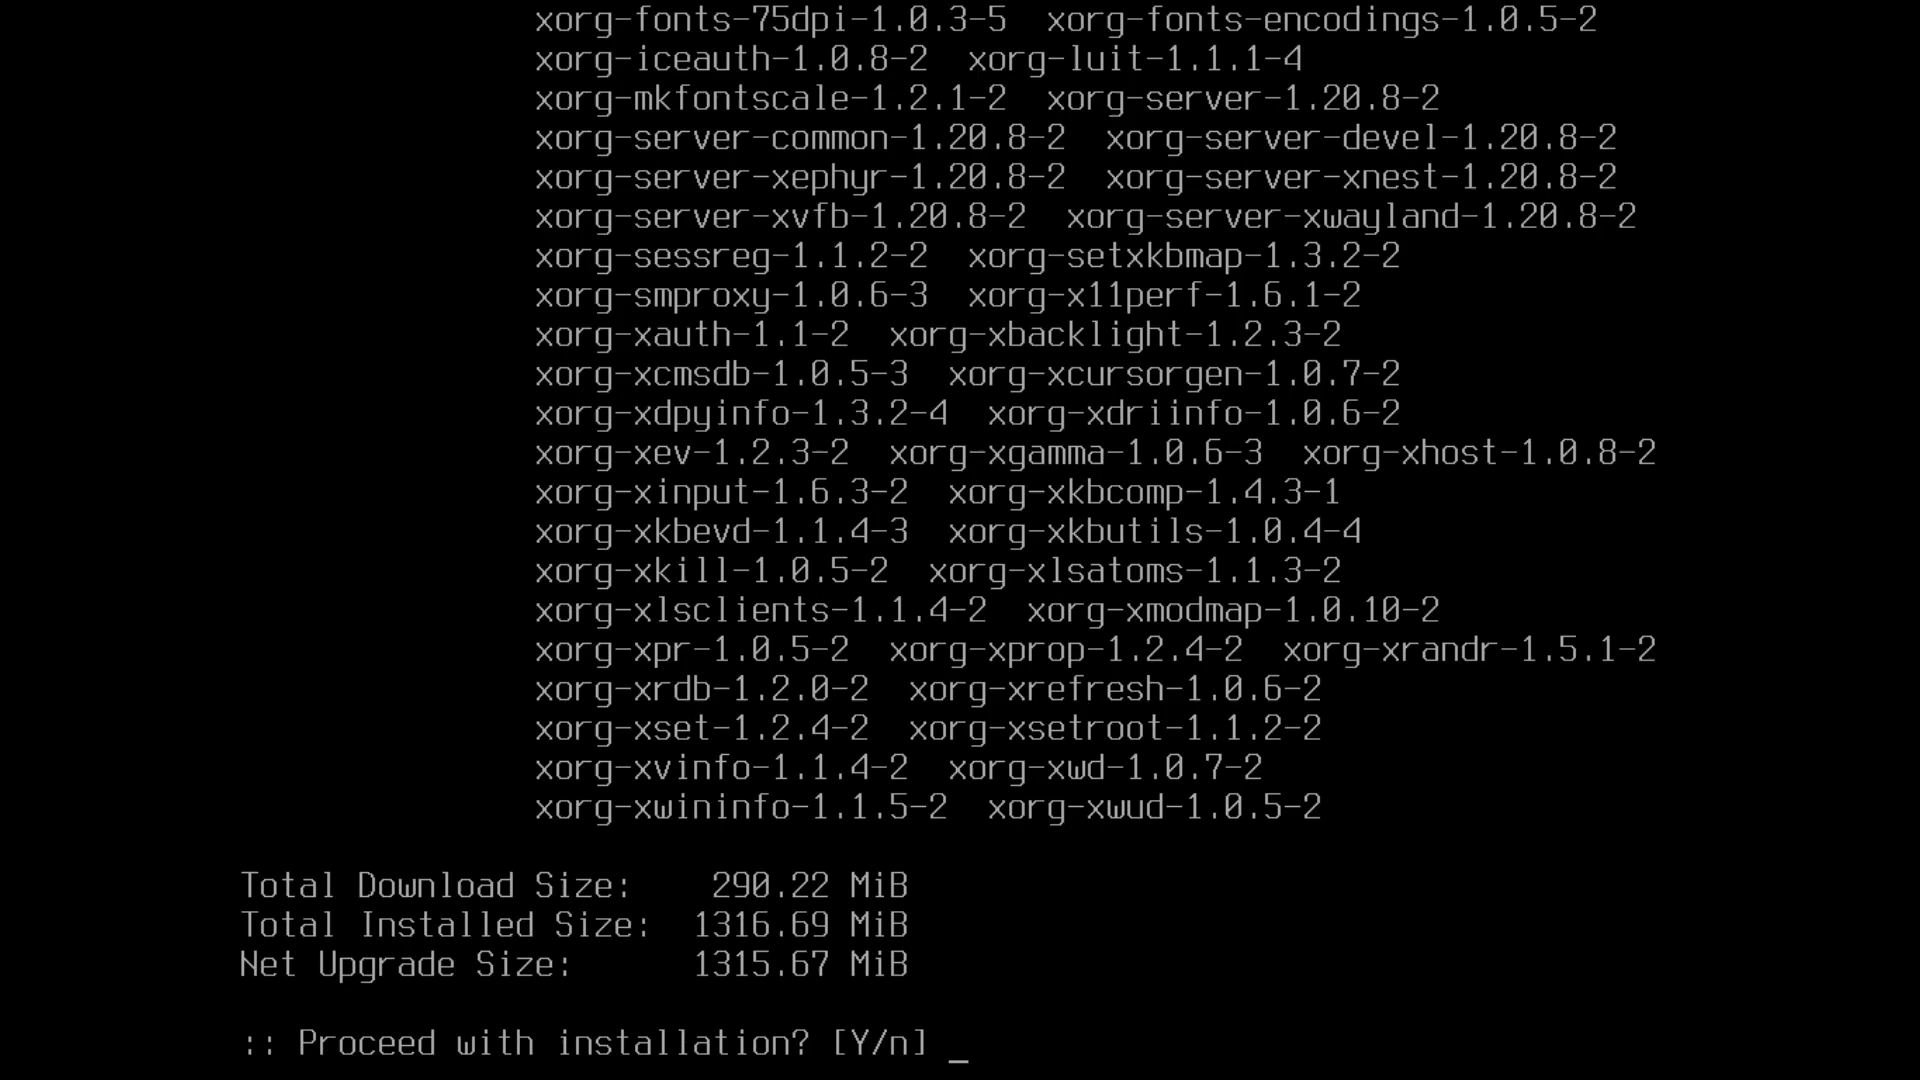 xorg-fonts-75dpi-1.0.3-5  xorg-fonts-encodings-1.0.5-2
xorg-iceauth-1.0.8-2  xorg-luit-1.1.1-4
xorg-mkfontscale-1.2.1-2  xorg-server-1.20.8-2
xorg-server-common-1.20.8-2  xorg-server-devel-1.20.8-2
xorg-server-xephyr-1.20.8-2  xorg-server-xnest-1.20.8-2
xorg-server-xvfb-1.20.8-2  xorg-server-xwayland-1.20.8-2
xorg-sessreg-1.1.2-2  xorg-setxkbmap-1.3.2-2
xorg-smproxy-1.0.6-3  xorg-x11perf-1.6.1-2
xorg-xauth-1.1-2  xorg-xbacklight-1.2.3-2
xorg-xcmsdb-1.0.5-3  xorg-xcursorgen-1.0.7-2
xorg-xdpyinfo-1.3.2-4  xorg-xdriinfo-1.0.6-2
xorg-xev-1.2.3-2  xorg-xgamma-1.0.6-3  xorg-xhost-1.0.8-2
xorg-xinput-1.6.3-2  xorg-xkbcomp-1.4.3-1
xorg-xkbevd-1.1.4-3  xorg-xkbutils-1.0.4-4
xorg-xkill-1.0.5-2  xorg-xlsatoms-1.1.3-2
xorg-xlsclients-1.1.4-2  xorg-xmodmap-1.0.10-2
xorg-xpr-1.0.5-2  xorg-xprop-1.2.4-2  xorg-xrandr-1.5.1-2
xorg-xrdb-1.2.0-2  xorg-xrefresh-1.0.6-2
xorg-xset-1.2.4-2  xorg-xsetroot-1.1.2-2
xorg-xvinfo-1.1.4-2  xorg-xwd-1.0.7-2
xorg-xwininfo-1.1.5-2  xorg-xwud-1.0.5-2
Total Download Size:    290.22 MiB
Total Installed Size:  1316.69 MiB
Net Upgrade Size:      1315.67 MiB
:: Proceed with installation? [Y/n] _